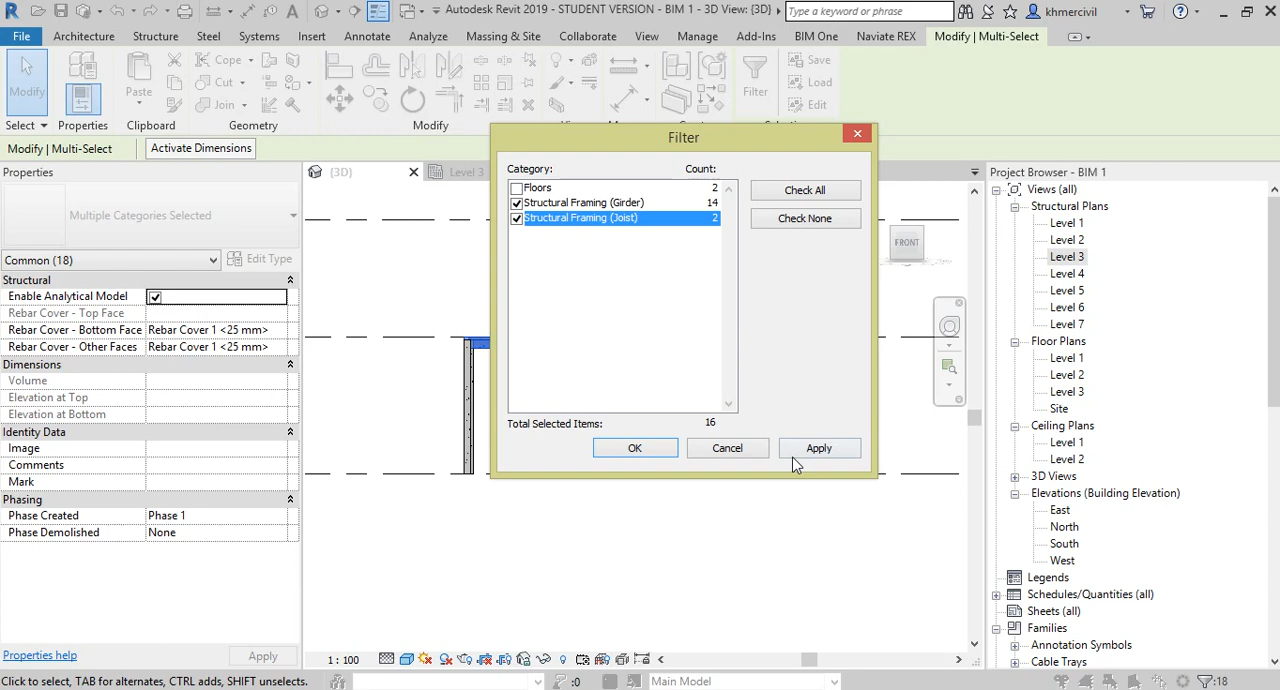 Autodesk Revit 2019 - STUDENT VERSION - BIM 1 - 3D View: {3D}
Type a keyword or phrase
khmercivil
File Architecture Structure Steel Systems Insert Annotate Analyze Massing & Site Collaborate View Manage Add-Ins BIM One Naviate REX Modify | Multi-Select
Modify
Paste
Cope
Cut
Join
Filter
Save
Load
Edit
Select Properties Clipboard Geometry Modify
Modify | Multi-Select Activate Dimensions
Properties
Multiple Categories Selected
Common (18) Edit Type
Structural
Enable Analytical Model
Rebar Cover - Top Face
Rebar Cover - Bottom Face Rebar Cover 1 <25 mm>
Rebar Cover - Other Faces Rebar Cover 1 <25 mm>
Dimensions
Volume
Elevation at Top
Elevation at Bottom
Identity Data
Image
Comments
Mark
Phasing
Phase Created Phase 1
Phase Demolished None
Properties help Apply
{3D} Level 3
FRONT
Filter
Category: Count:
Floors 2
Structural Framing (Girder) 14
Structural Framing (Joist) 2
Check All
Check None
Total Selected Items: 16
OK Cancel Apply
Project Browser - BIM 1
Views (all)
Structural Plans
Level 1
Level 2
Level 3
Level 4
Level 5
Level 6
Level 7
Floor Plans
Level 1
Level 2
Level 3
Site
Ceiling Plans
Level 1
Level 2
3D Views
Elevations (Building Elevation)
East
North
South
West
Legends
Schedules/Quantities (all)
Sheets (all)
Families
Annotation Symbols
Cable Trays
1 : 100
Click to select, TAB for alternates, CTRL adds, SHIFT unselects. :0 Main Model :18